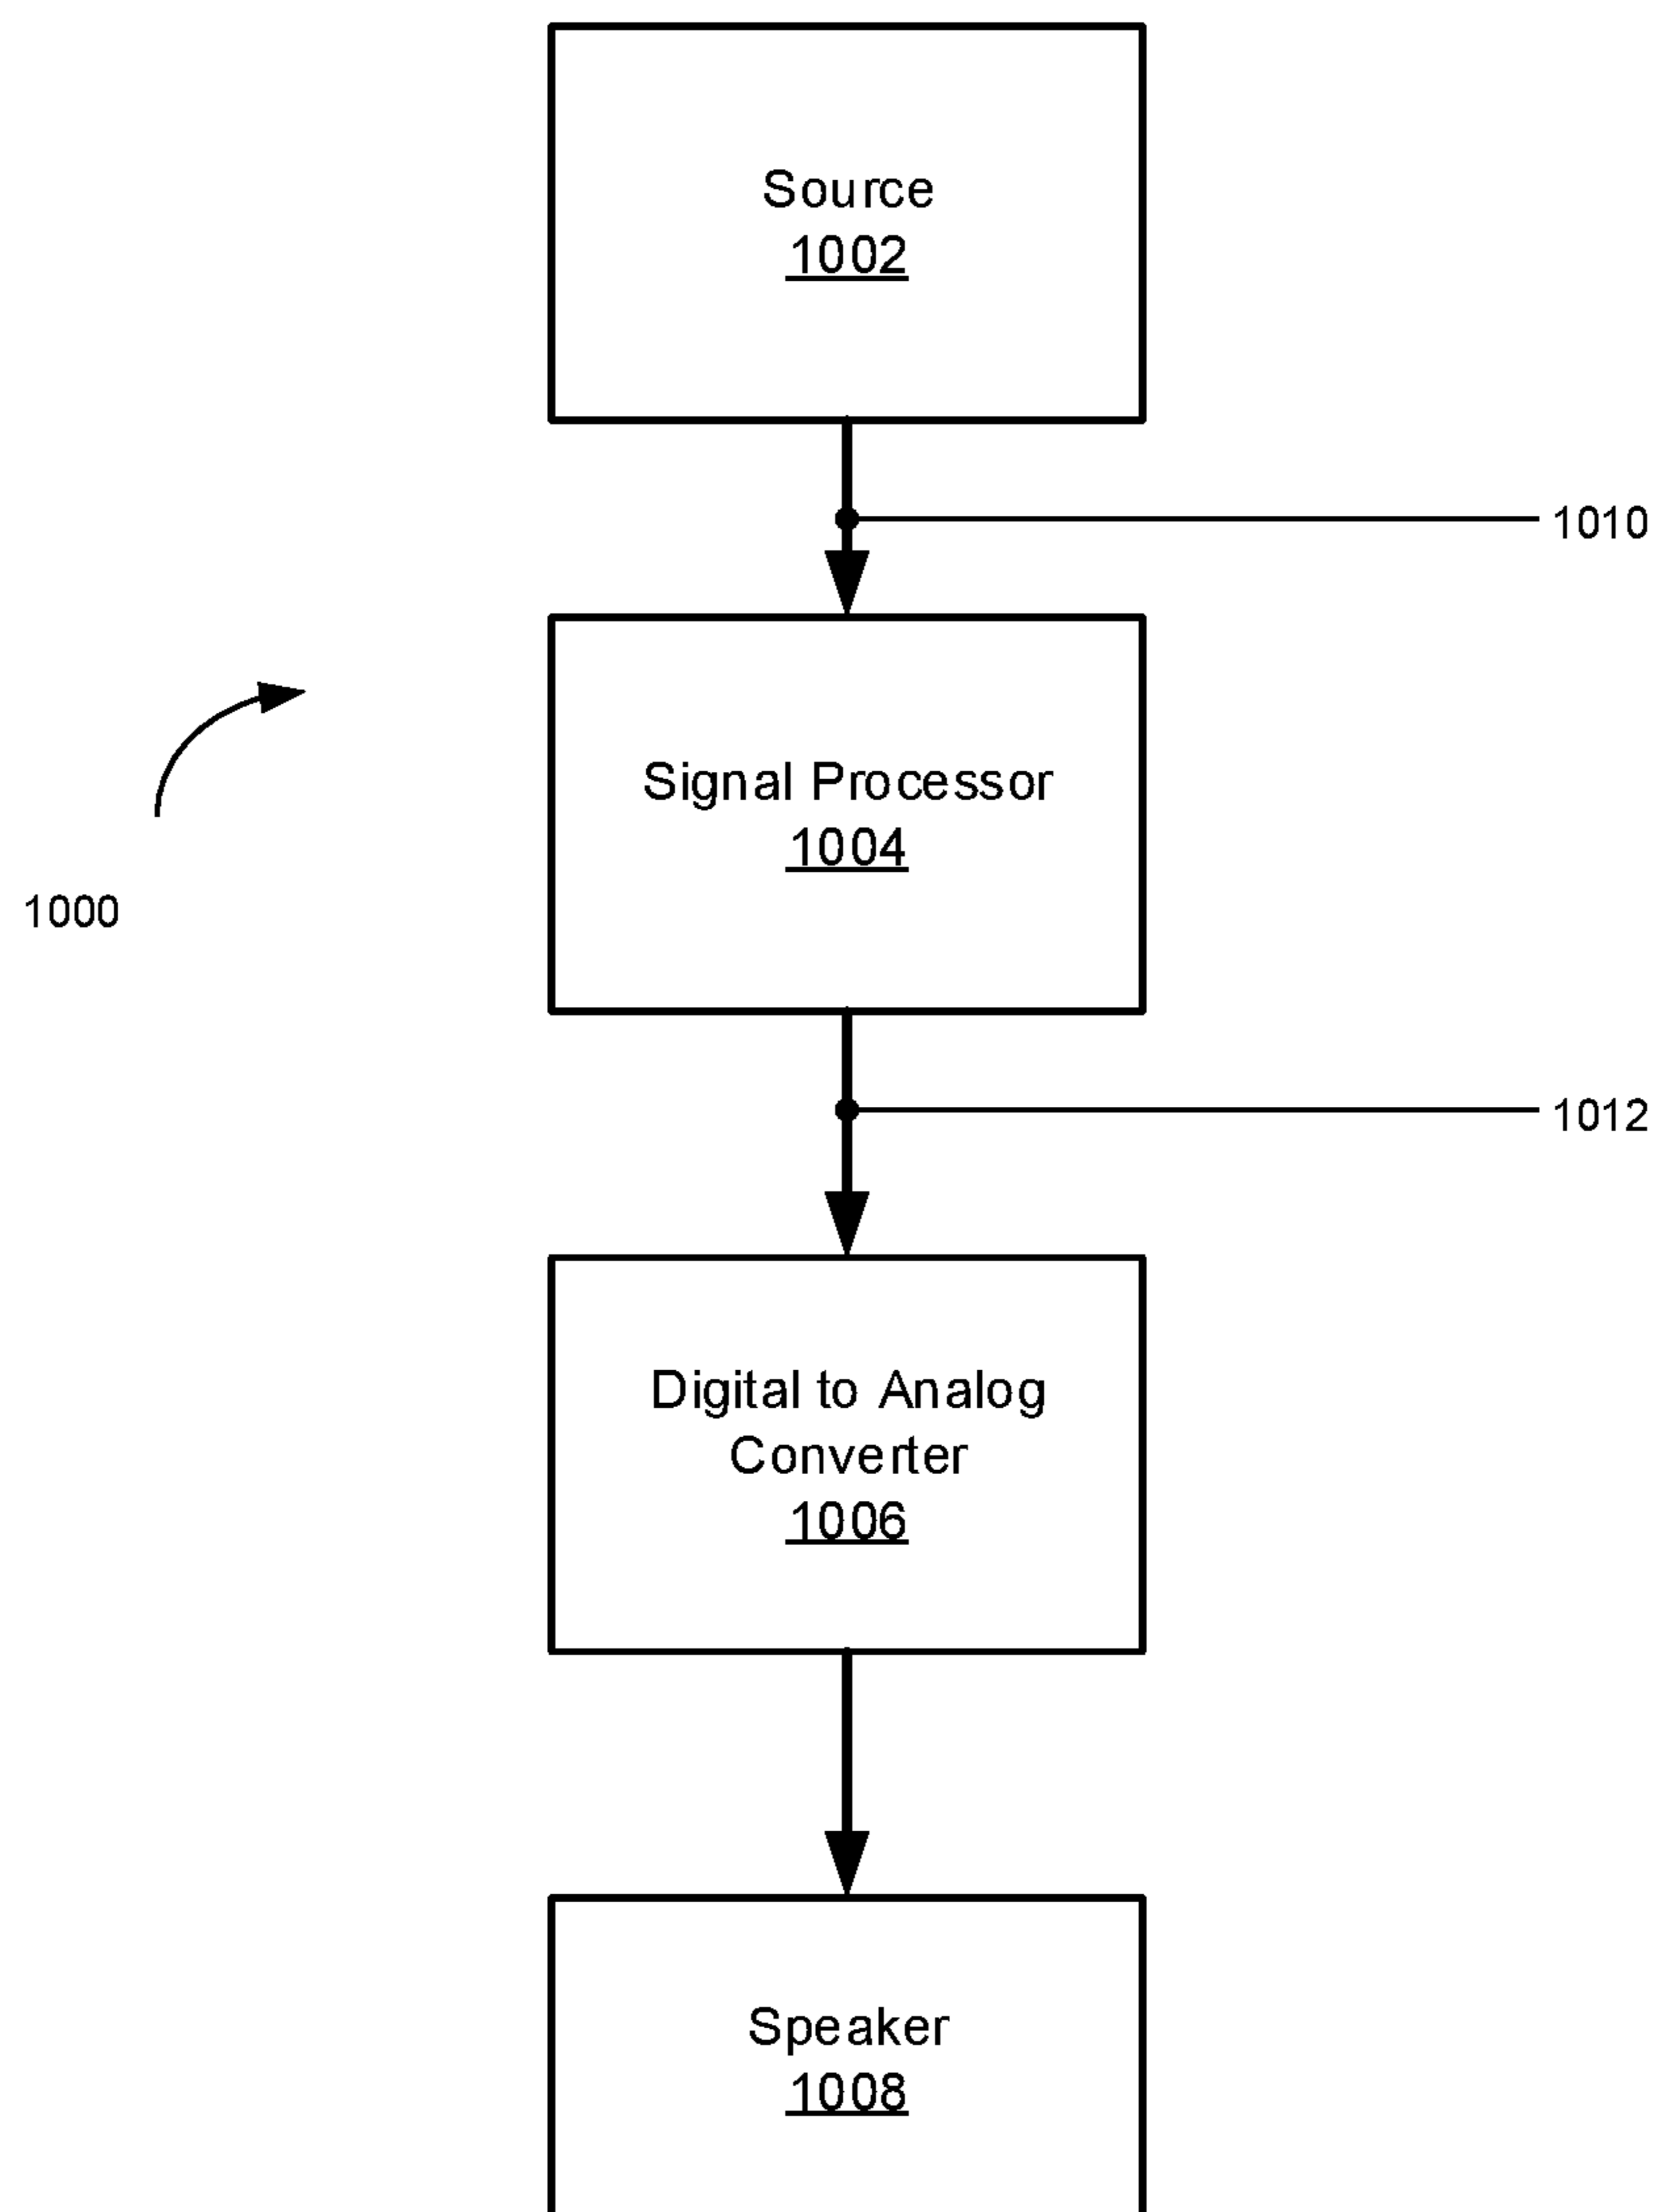 Source
1002
1010
Signal Processor
1004
1000
1012
Digital to Analog
Converter
1006
Speaker
1008